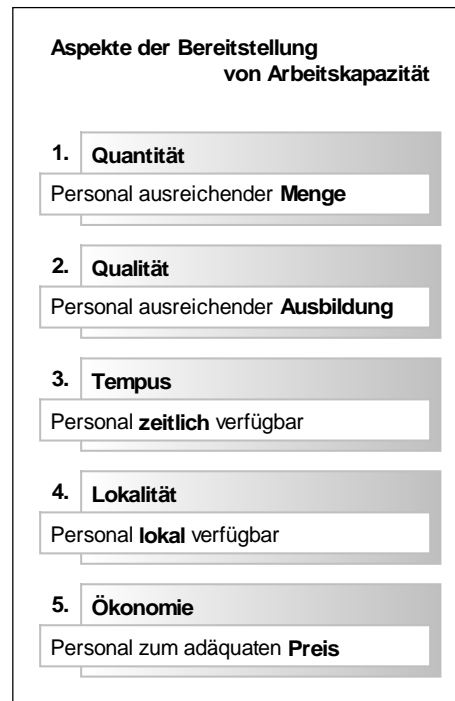 Aspekte der Bereitstellung
von Arbeitskapazität
1. Quantität
Personal ausreichender Menge
2. Qualität
Personal ausreichender Ausbildung
3. Tempus
Personal zeitlich verfügbar
4. Lokalität
Personal lokal verfügbar
5. Ökonomie
Personal zum adäquaten Preis